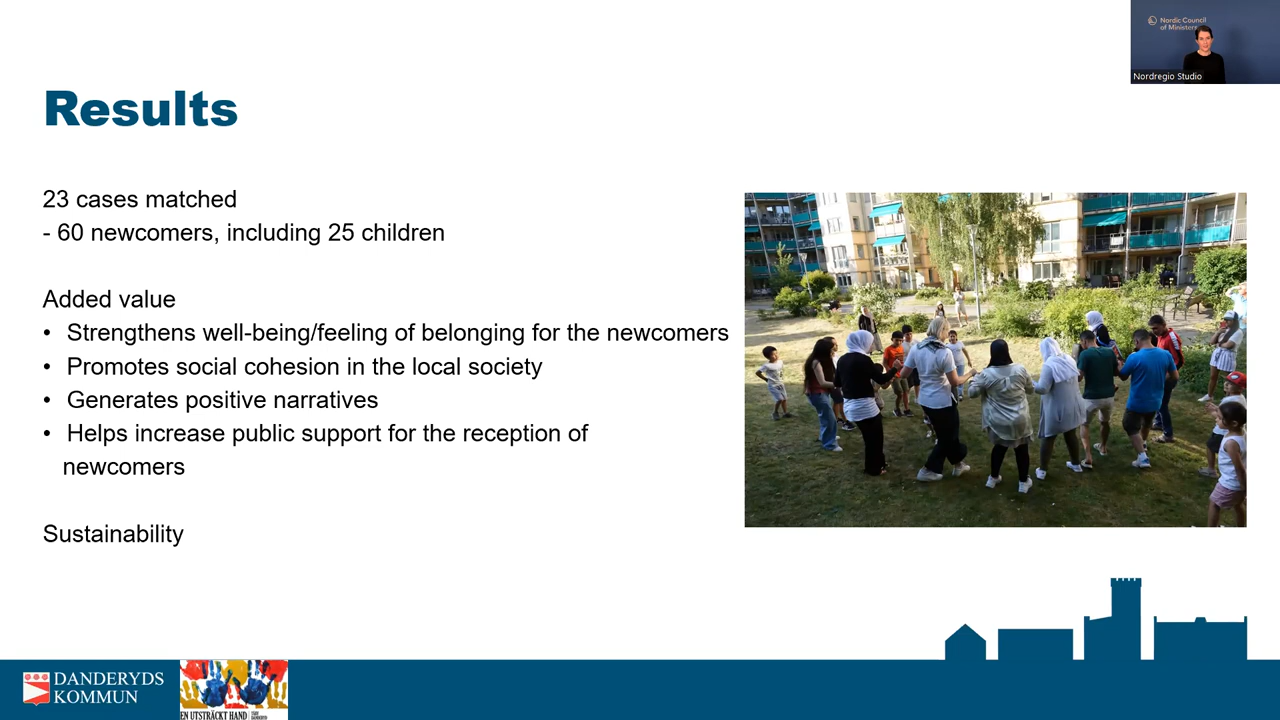 Nordic Council
of Ministers
Nordregio Studio
Results
23 cases matched
- 60 newcomers, including 25 children
Added value
• Strengthens well-being/feeling of belonging for the newcomers
• Promotes social cohesion in the local society
• Generates positive narratives
• Helps increase public support for the reception of
newcomers
Sustainability
DANDERYDS
KOMMUN
EN UTSTRÄCKT HAND